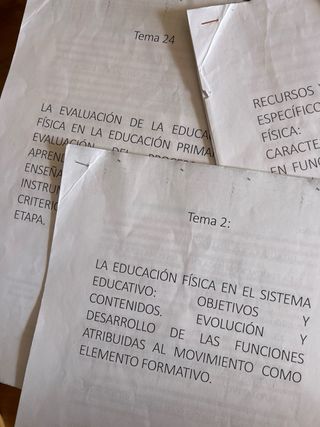 Tema 24
LA EVALUACIÓN DE LA EDUCA
FÍSICA EN LA EDUCACIÓN PRIMA
EVALUACIÓN DEL PROCESO
APREND
ENSEÑA
INSTRUM
CRITERIO
ETAPA.
RECURSOS Y
ESPECÍFICO
FÍSICA:
CARACTE
EN FUNC
Tema 2:
LA EDUCACIÓN FÍSICA EN EL SISTEMA
EDUCATIVO: OBJETIVOS Y
CONTENIDOS. EVOLUCIÓN Y
DESARROLLO DE LAS FUNCIONES
ATRIBUIDAS AL MOVIMIENTO COMO
ELEMENTO FORMATIVO.